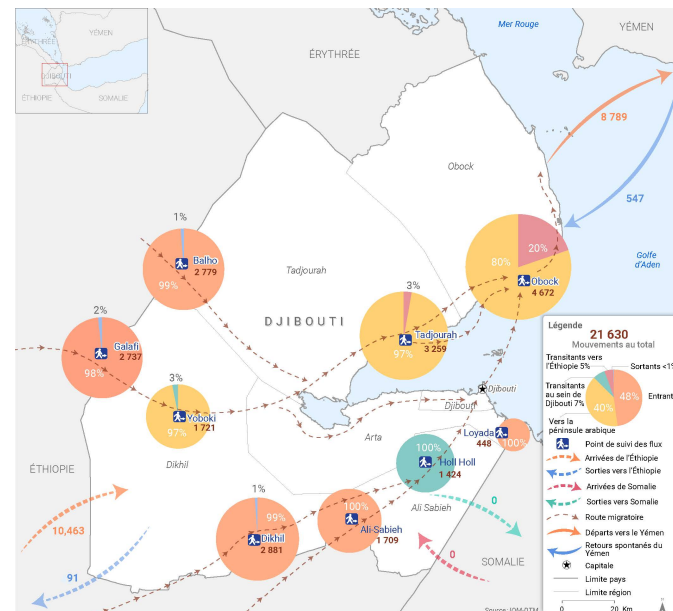 Mer Rouge
YÉMEN
ÉRYTHRÉE
YÉMEN
ÉRYTHRÉE
DJIBOUTI
ÉTHIOPIE
SOMALIE
8 789
547
Golfe
d'Aden
Obock
1%
Balho
2 779
99%
Tadjourah
20%
80%
Obock
4 672
DJIBOUTI
3%
Tadjourah
3 259
97%
2%
Galafi
2 737
98%
3%
Yoboki
1 721
97%
Dikhil
Djibouti
Djibouti
Arta
Loyada
448
100%
100%
Holl Holl
1 424
Ali Sabieh
0
ÉTHIOPIE
10,463
91
1%
99%
Dikhil
2 881
100%
Ali-Sabieh
1 709
0
SOMALIE
Légende
21 630
Mouvements au total
Transitants vers
l'Éthiopie 5%
Sortants <1%
Transitants
au sein de
Djibouti 7%
48%
Entrant
40%
Vers la
péninsule arabique
Point de suivi des flux
Arrivées de l'Éthiopie
Sorties vers l'Éthiopie
Arrivées de Somalie
Sorties vers Somalie
Route migratoire
Départs vers le Yémen
Retours spontanés du
Yémen
Capitale
Limite pays
Limite région
0 20 Km
Source: IOM-DTM